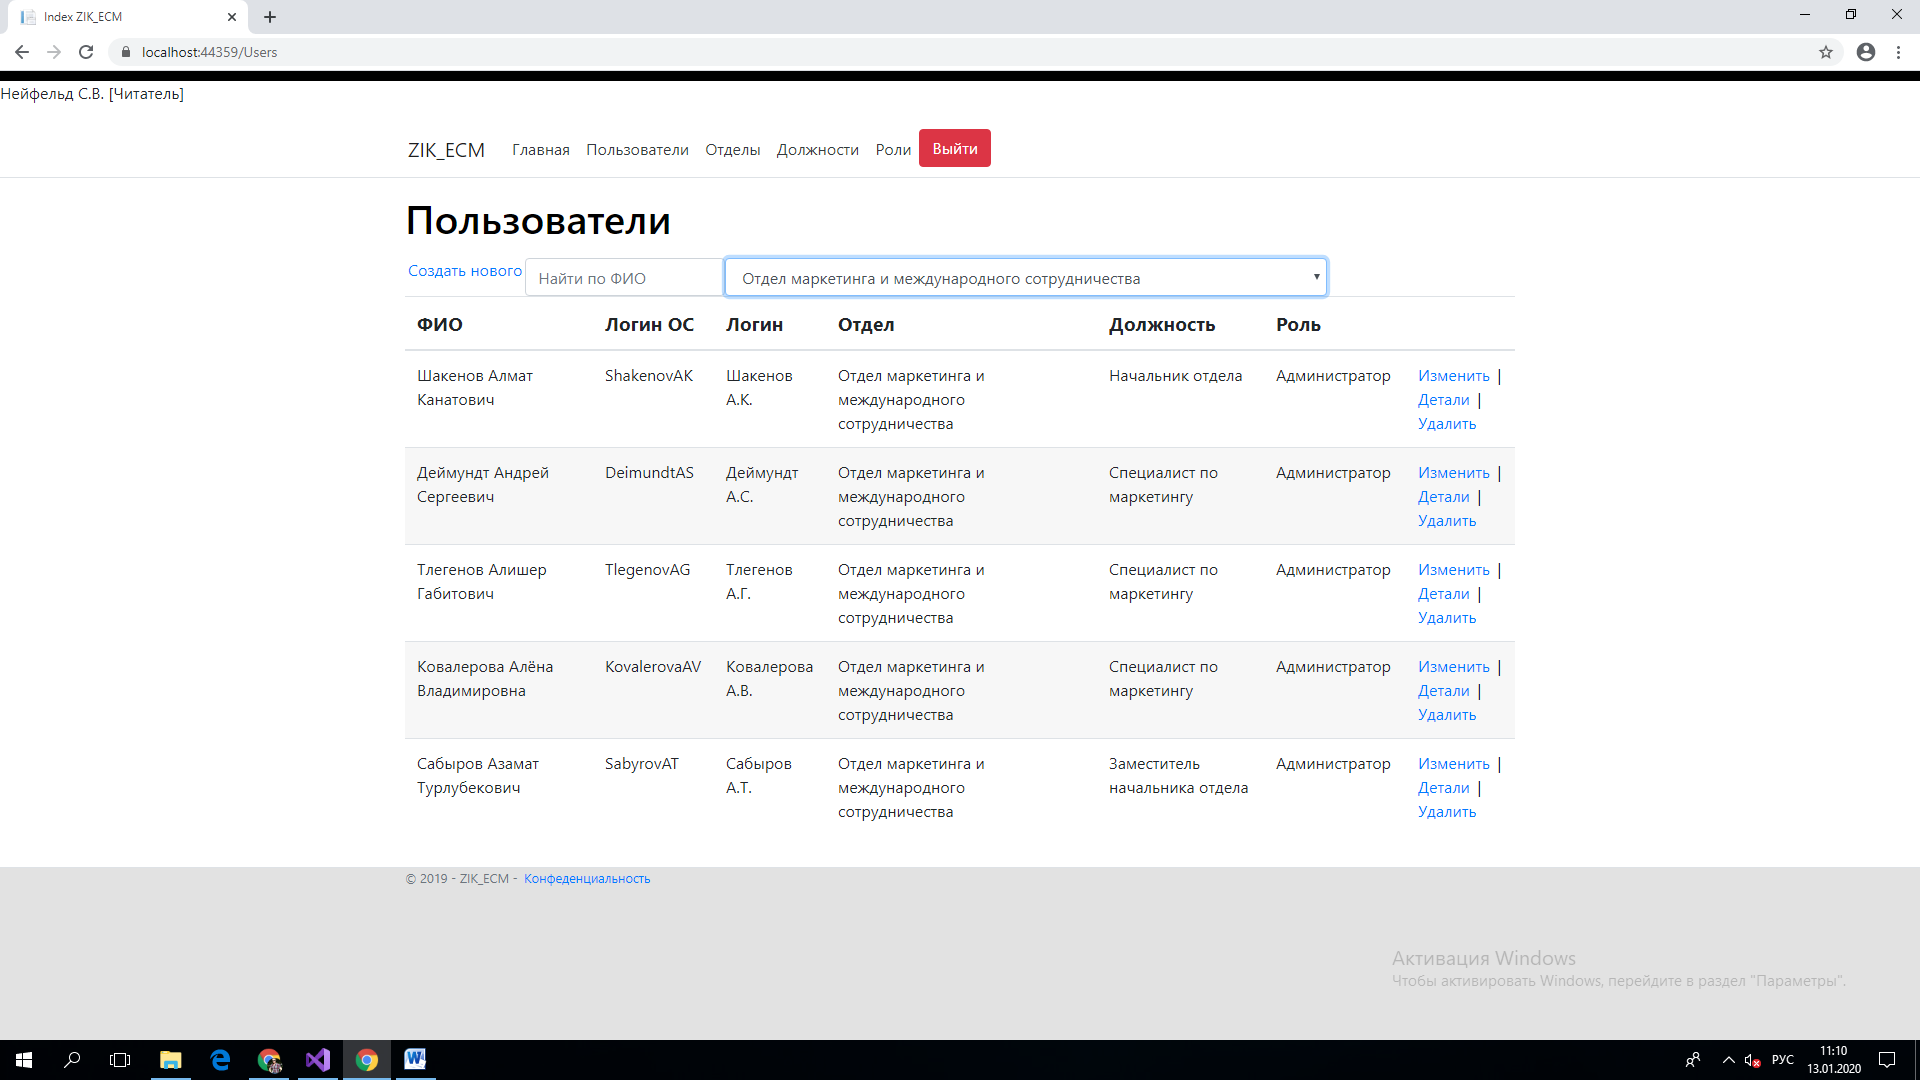 Index ZIK_ECM
localhost:44359/Users
Нейфельд С.В. [Читатель]
ZIK_ECM Главная Пользователи Отделы Должности Роли Выйти
Пользователи
Создать нового Найти по ФИО Отдел маркетинга и международного сотрудничества
ФИО Логин ОС Логин Отдел Должность Роль
Шакенов Алмат ShakenovAK Шакенов Отдел маркетинга и Начальник отдела Администратор Изменить |
Канатович А.К. международного Детали |
сотрудничества Удалить
Деймундт Андрей DeimundtAS Деймундт Отдел маркетинга и Специалист по Администратор Изменить |
Сергеевич А.С. международного маркетингу Детали |
сотрудничества Удалить
Тлегенов Алишер TlegenovAG Тлегенов Отдел маркетинга и Специалист по Администратор Изменить |
Габитович А.Г. международного маркетингу Детали |
сотрудничества Удалить
Ковалерова Алёна KovalerovaAV Ковалерова Отдел маркетинга и Специалист по Администратор Изменить |
Владимировна А.В. международного маркетингу Детали |
сотрудничества Удалить
Сабыров Азамат SabyrovAT Сабыров Отдел маркетинга и Заместитель Администратор Изменить |
Турлубекович А.Т. международного начальника отдела Детали |
сотрудничества Удалить
© 2019 - ZIK_ECM - Конфеденциальность
Активация Windows
Чтобы активировать Windows, перейдите в раздел "Параметры".
РУС 11:10
13.01.2020